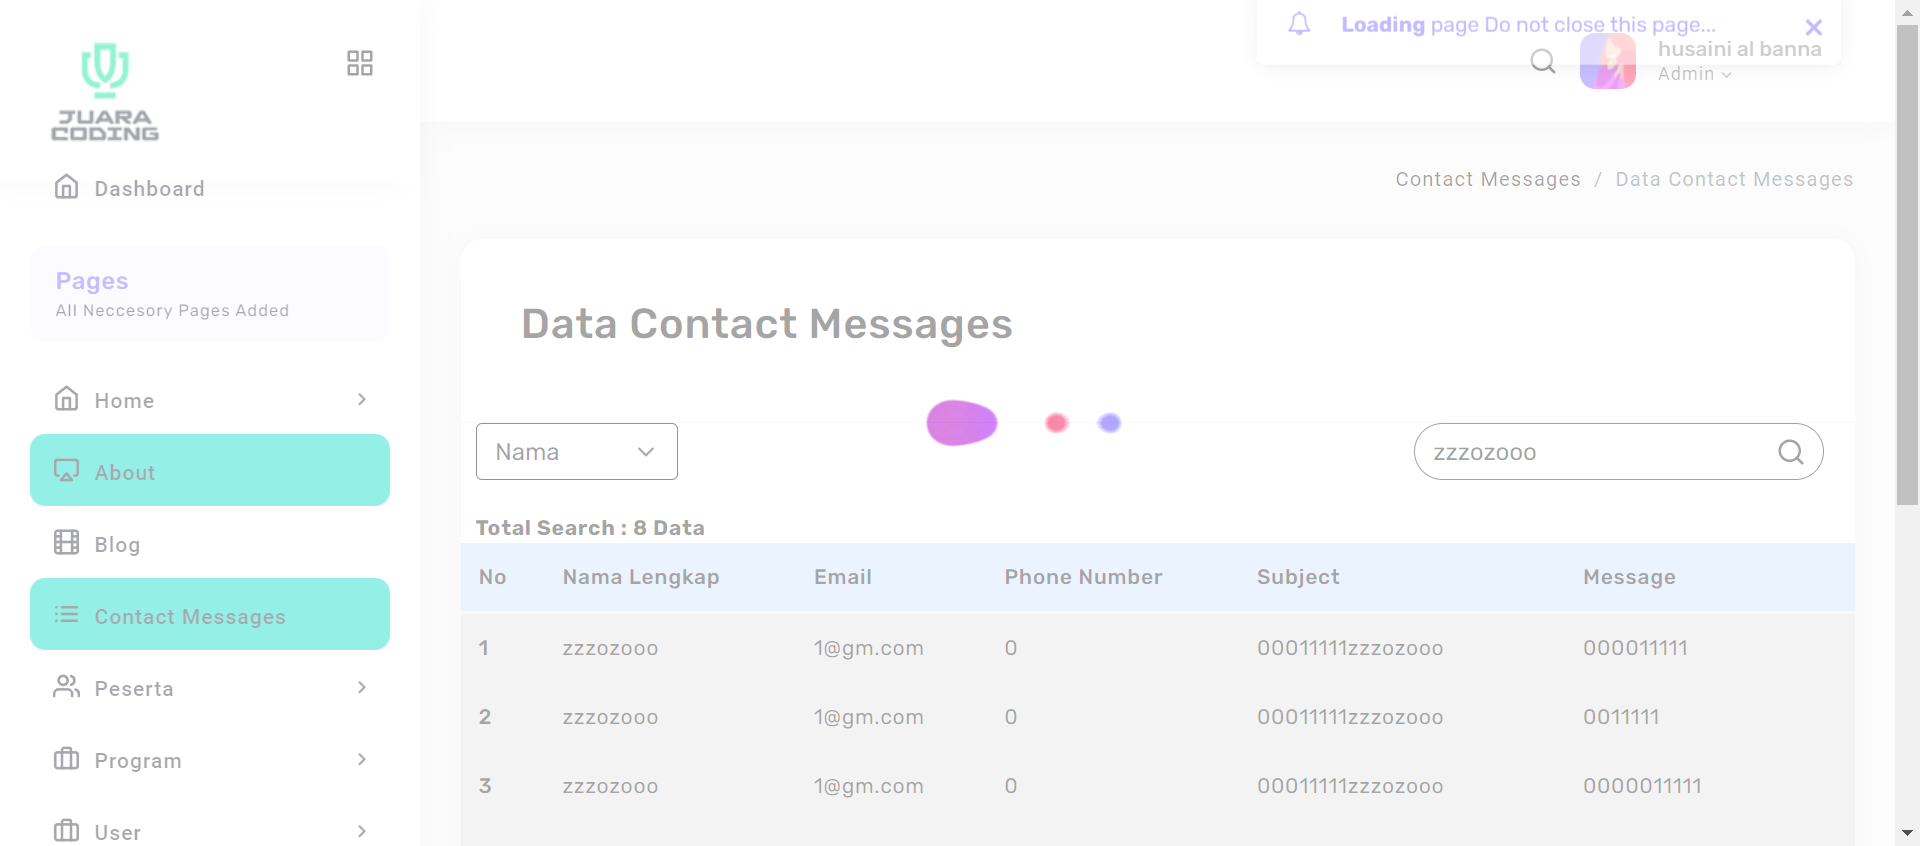 Loading page Do not close this page...
husaini al banna
Admin
JUARA
CODING
Dashboard
Pages
All Neccesory Pages Added
Home
About
Blog
Contact Messages
Peserta
Program
User
Contact Messages / Data Contact Messages
Data Contact Messages
Nama
zzzozooo
Total Search : 8 Data
No Nama Lengkap Email Phone Number Subject Message
1 zzzozooo 1@gm.com 0 00011111zzzozooo 000011111
2 zzzozooo 1@gm.com 0 00011111zzzozooo 0011111
3 zzzozooo 1@gm.com 0 00011111zzzozooo 0000011111